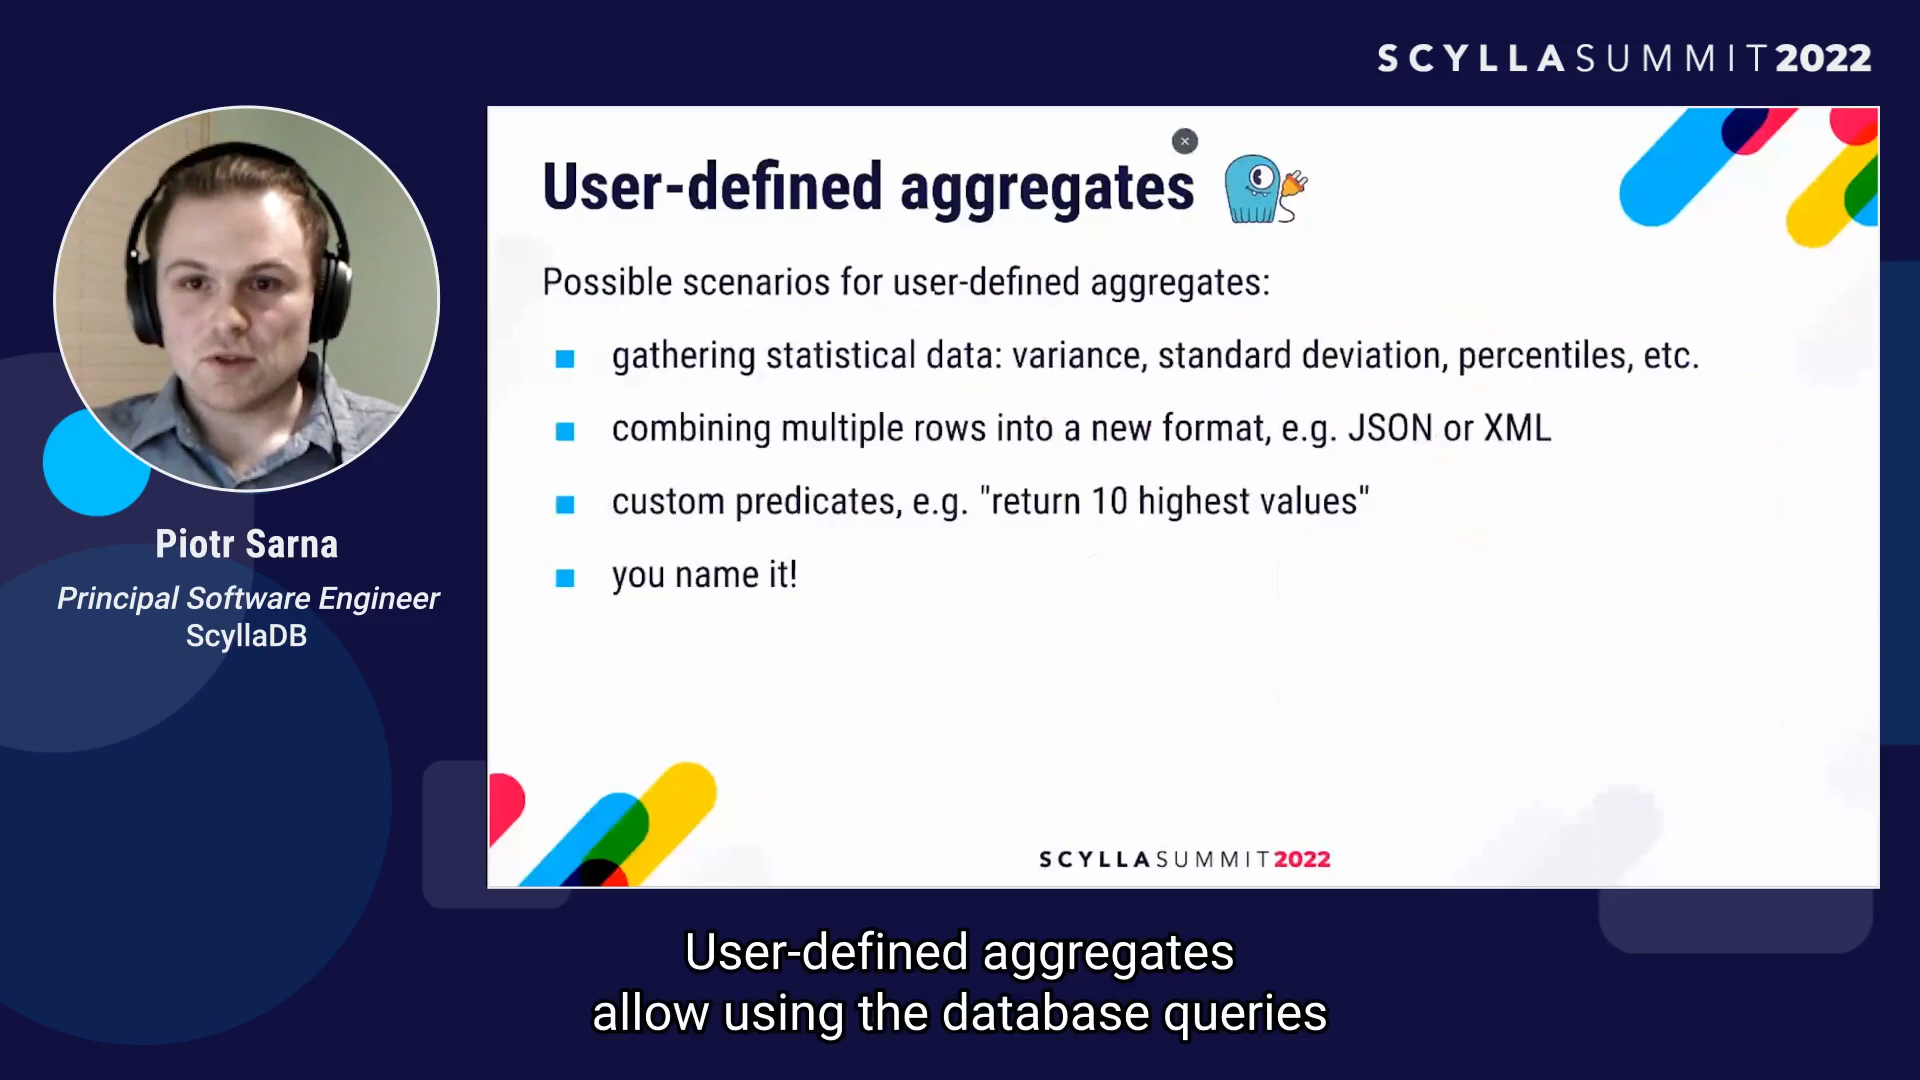 SCYLLASUMMIT2022
User-defined aggregates
Possible scenarios for user-defined aggregates:
gathering statistical data: variance, standard deviation, percentiles, etc.
combining multiple rows into a new format, e.g. JSON or XML
custom predicates, e.g. "return 10 highest values"
you name it!
Piotr Sarna
Principal Software Engineer
ScyllaDB
SCYLLASUMMIT2022
User-defined aggregates
allow using the database queries